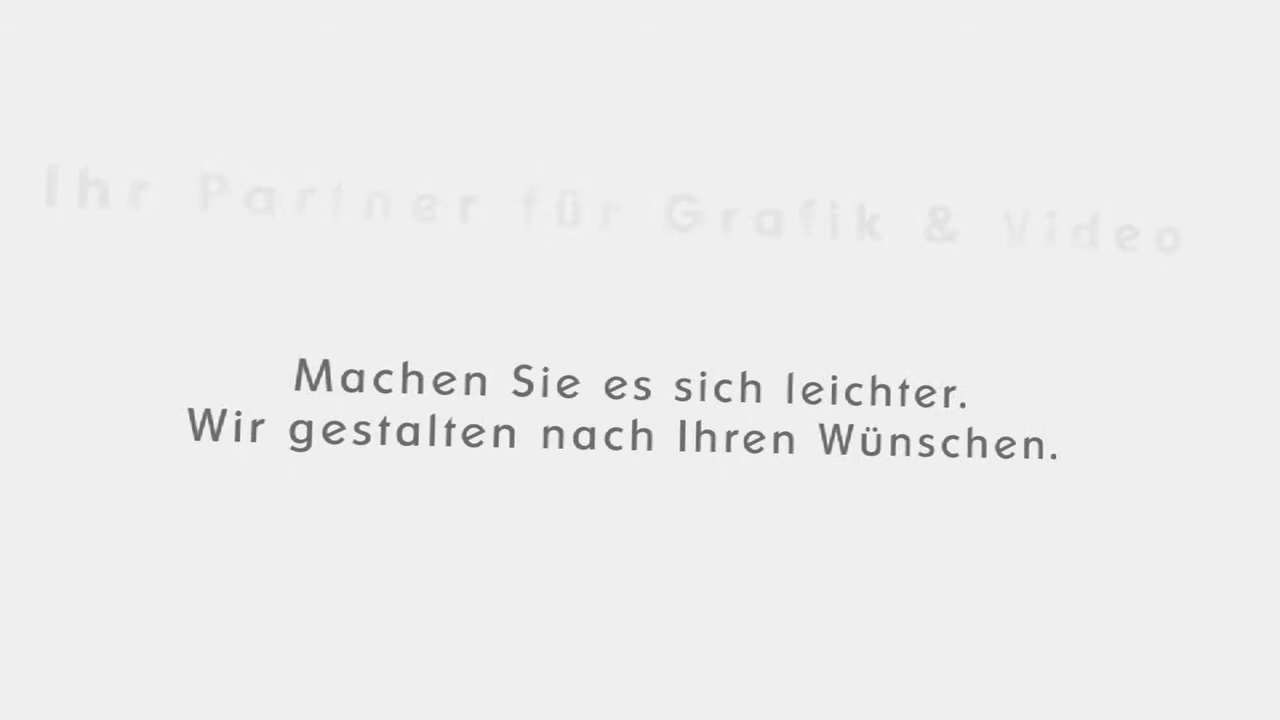 Ihr Partner für Grafik & Video
Machen Sie es sich leichter.
Wir gestalten nach Ihren Wünschen.